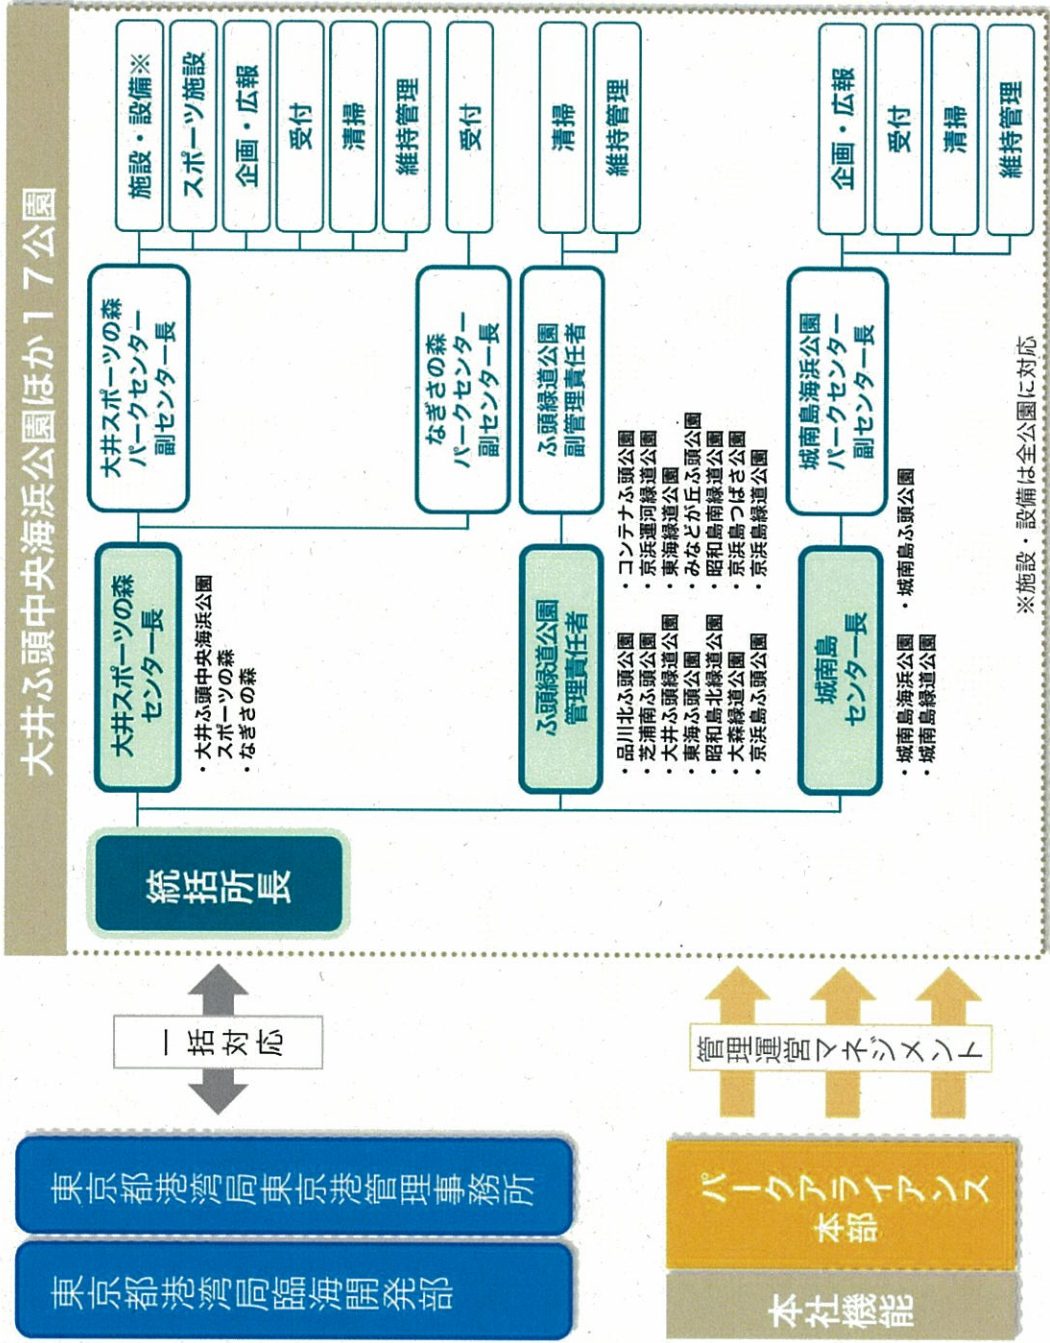 東京都港湾局臨海開発部
東京都港湾局東京港管理事務所
一括対応
本社機能
パークアライアンス
本部
管理運営マネジメント
大井ふ頭中央海浜公園ほか１７公園
統括所長
大井スポーツの森
センター長
・大井ふ頭中央海浜公園
スポーツの森
・なぎさの森
大井スポーツの森
パークセンター
副センター長
施設・設備※
スポーツ施設
企画・広報
受付
清掃
維持管理
なぎさの森
パークセンター
副センター長
受付
ふ頭緑道公園
管理責任者
・品川北ふ頭公園
・芝浦南ふ頭公園
・大井ふ頭緑道公園
・東海ふ頭公園
・昭和島北緑道公園
・大森緑道公園
・京浜島ふ頭公園
・コンテナふ頭公園
・京浜運河緑道公園
・東海緑道公園
・みなとが丘ふ頭公園
・昭和島南緑道公園
・京浜島つばさ公園
・京浜島緑道公園
ふ頭緑道公園
副管理責任者
清掃
維持管理
城南島
センター長
・城南島海浜公園
・城南島緑道公園
・城南島ふ頭公園
城南島海浜公園
パークセンター
副センター長
企画・広報
受付
清掃
維持管理
※施設・設備は全公園に対応